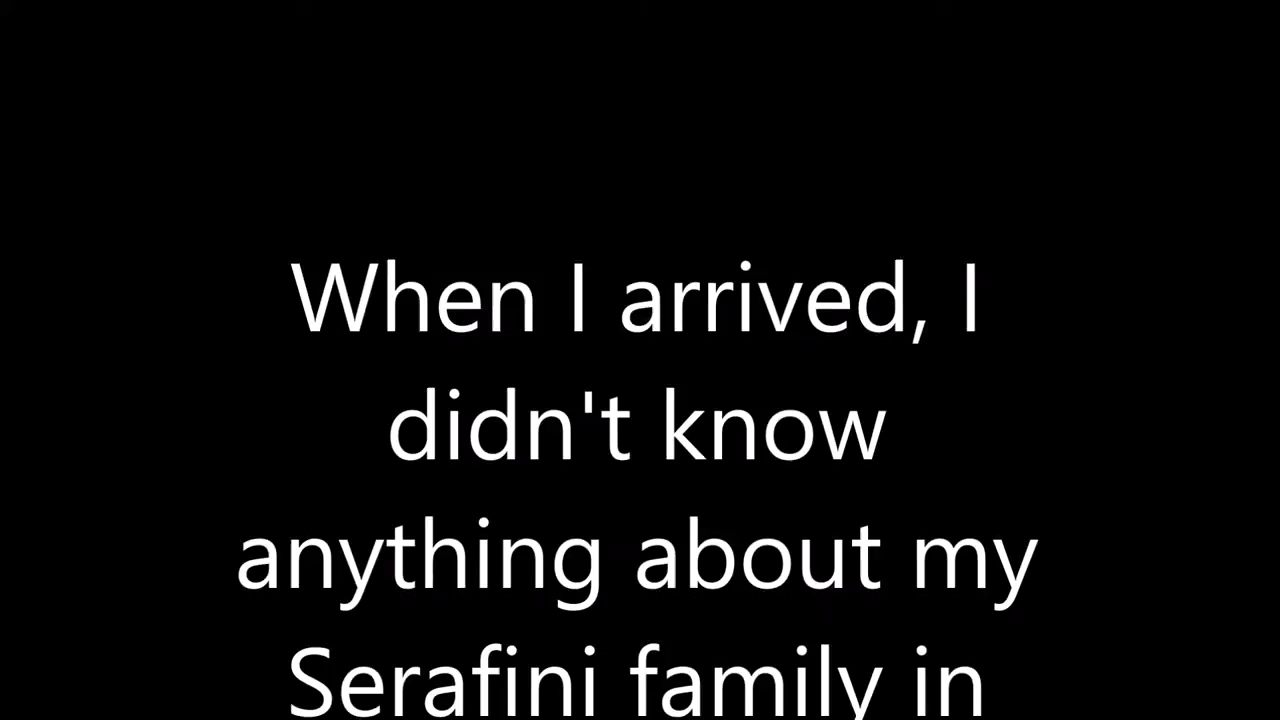 When I arrived, I
didn't know
anything about my
Serafini family in